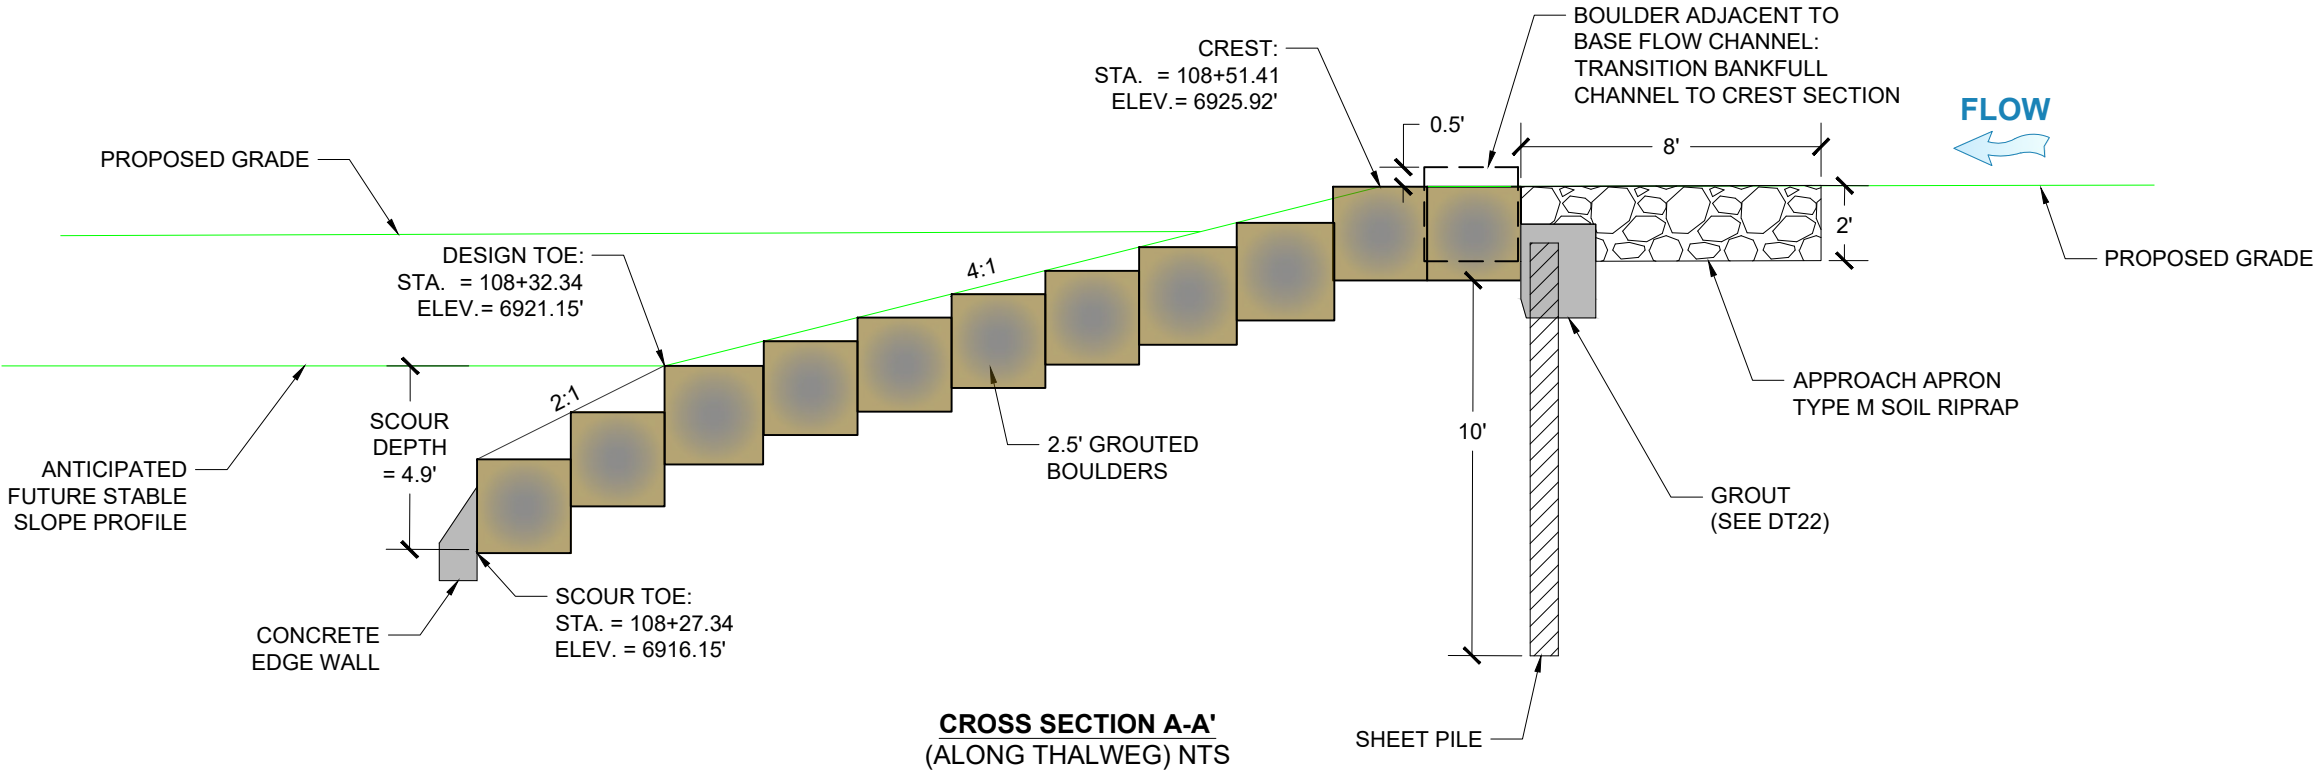 BOULDER ADJACENT TO
BASE FLOW CHANNEL:
TRANSITION BANKFULL
CHANNEL TO CREST SECTION
CREST:
STA. = 108+51.41
ELEV.= 6925.92'
FLOW
0.5'
8'
PROPOSED GRADE
2'
DESIGN TOE:
STA. = 108+32.34
ELEV.= 6921.15'
4:1
PROPOSED GRADE
2:1
SCOUR
DEPTH
= 4.9'
APPROACH APRON
TYPE M SOIL RIPRAP
10'
2.5' GROUTED
BOULDERS
ANTICIPATED
FUTURE STABLE
SLOPE PROFILE
GROUT
(SEE DT22)
SCOUR TOE:
STA. = 108+27.34
ELEV. = 6916.15'
CONCRETE
EDGE WALL
CROSS SECTION A-A'
(ALONG THALWEG) NTS
SHEET PILE